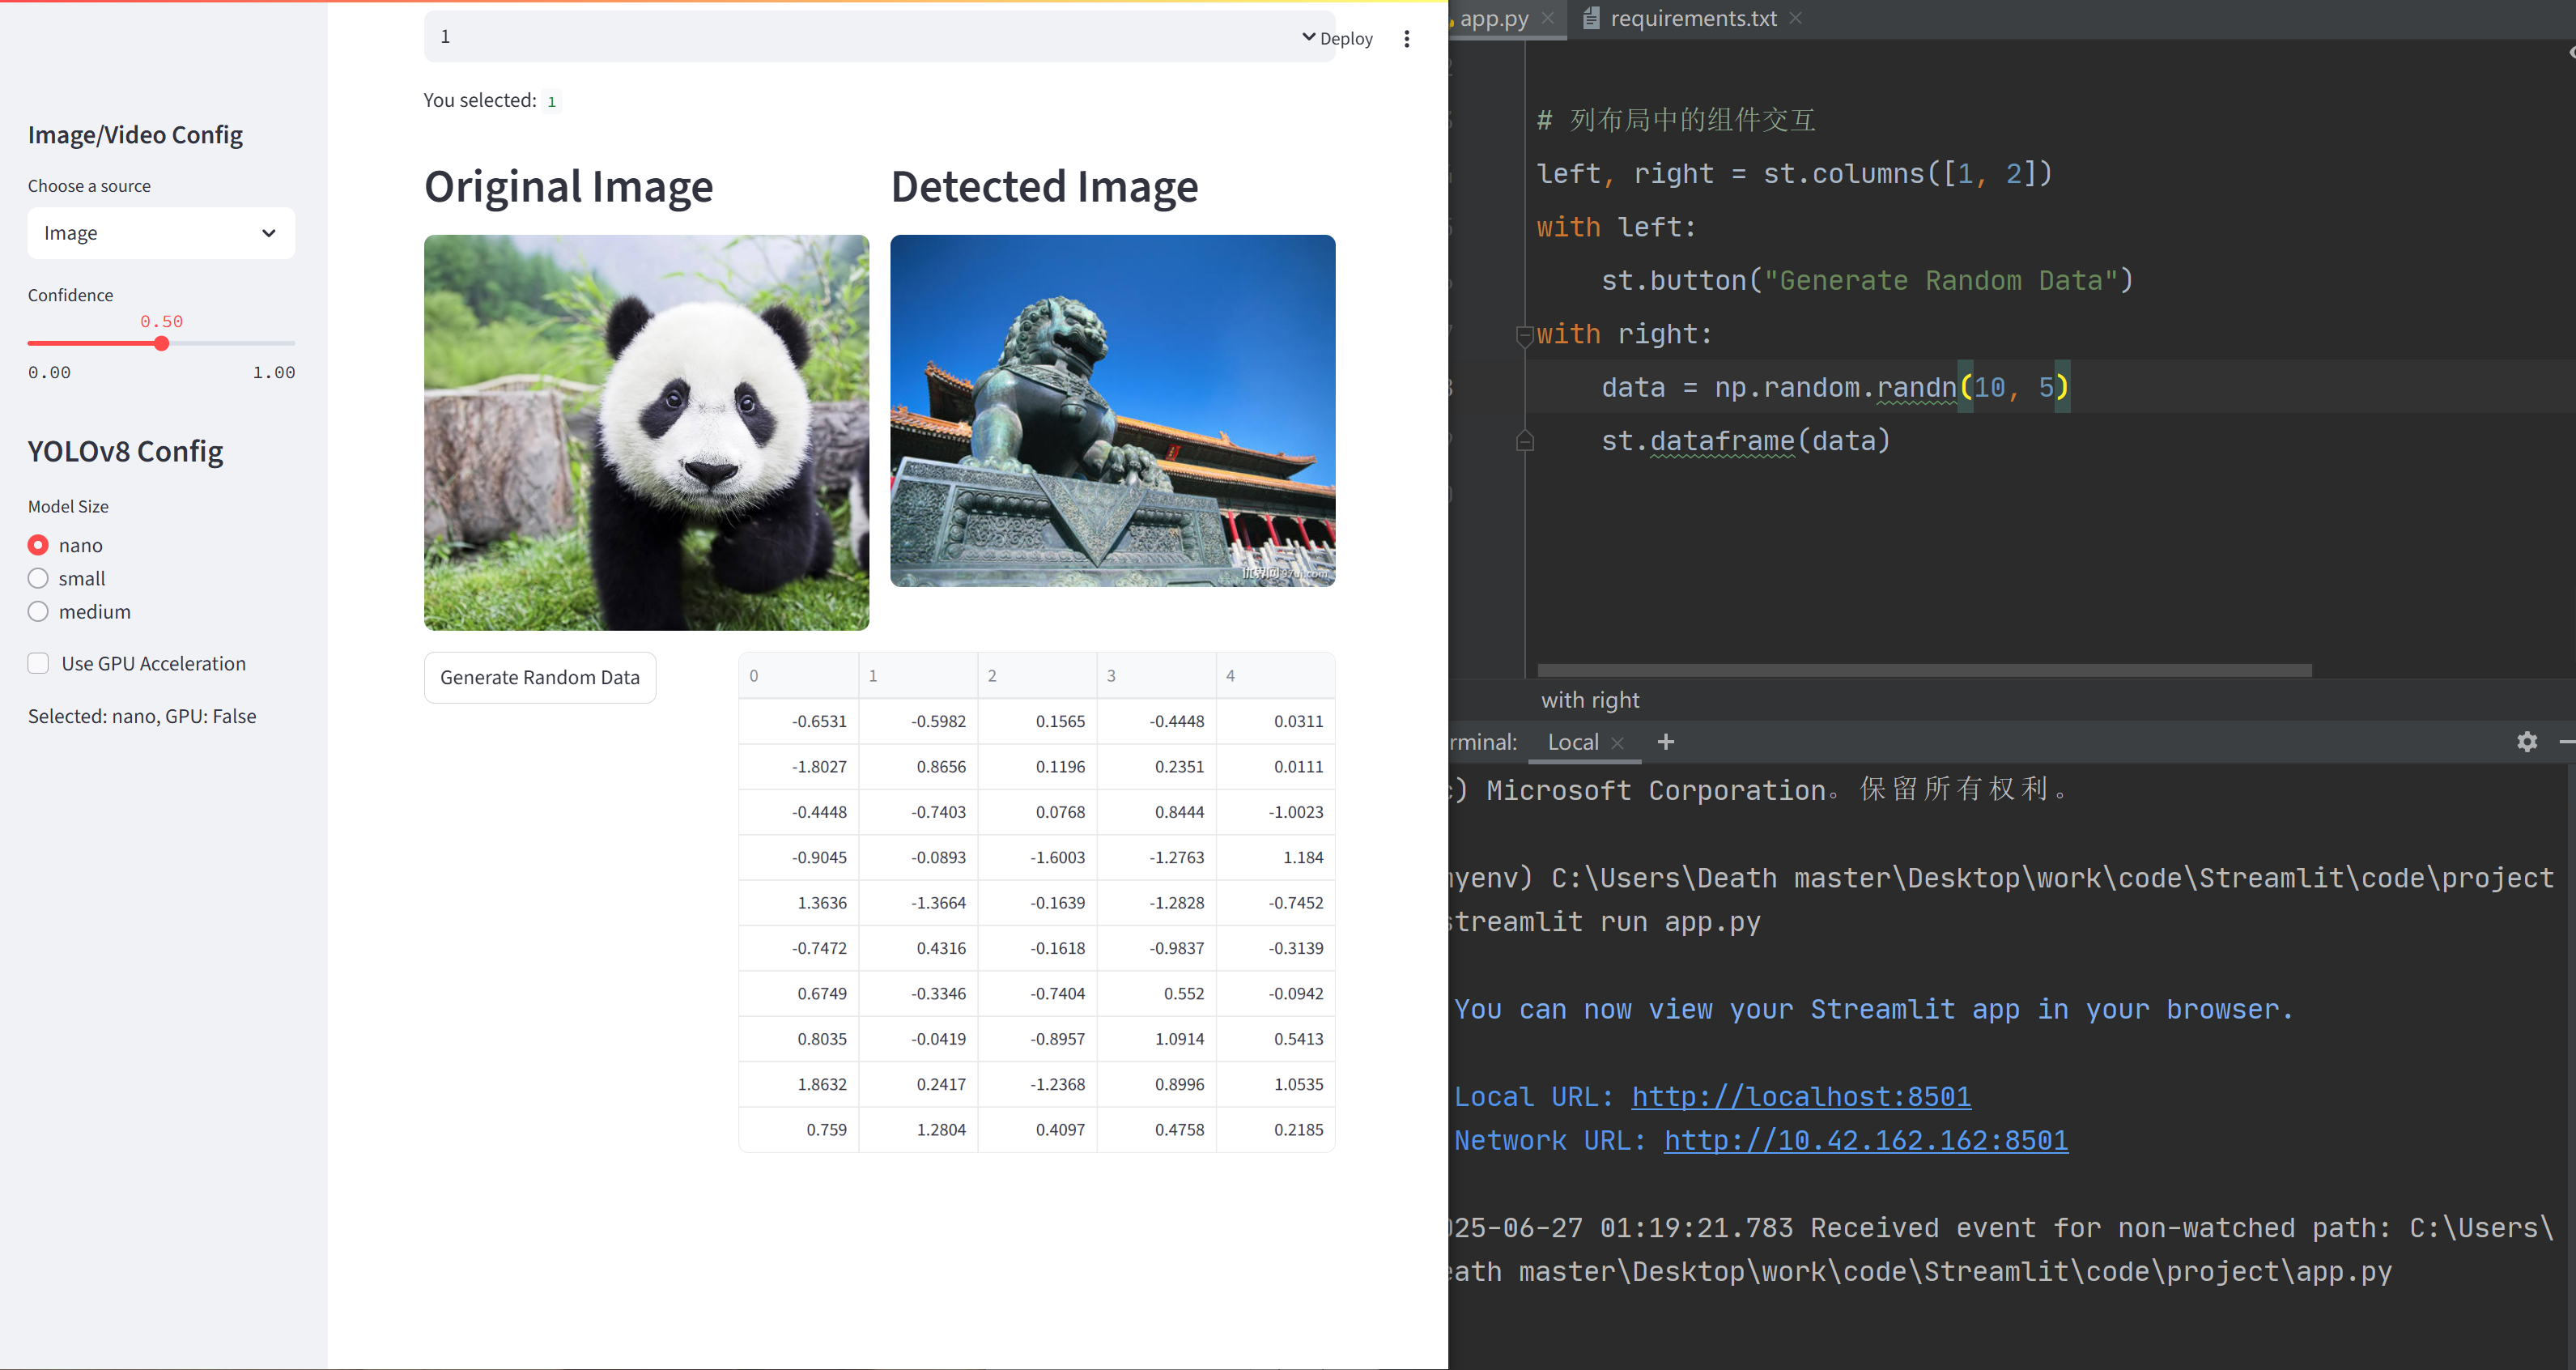 1
Deploy
You selected: 1
Image/Video Config
Choose a source
Image
Confidence
0.50
0.00 1.00
YOLOv8 Config
Model Size
nano
small
medium
Use GPU Acceleration
Selected: nano, GPU: False
Original Image
Detected Image
Generate Random Data
0 1 2 3 4
-0.6531 -0.5982 0.1565 -0.4448 0.0311
-1.8027 0.8656 0.1196 0.2351 0.0111
-0.4448 -0.7403 0.0768 0.8444 -1.0023
-0.9045 -0.0893 -1.6003 -1.2763 1.184
1.3636 -1.3664 -0.1639 -1.2828 -0.7452
-0.7472 0.4316 -0.1618 -0.9837 -0.3139
0.6749 -0.3346 -0.7404 0.552 -0.0942
0.8035 -0.0419 -0.8957 1.0914 0.5413
1.8632 0.2417 -1.2368 0.8996 1.0535
0.759 1.2804 0.4097 0.4758 0.2185
app.py
requirements.txt
# 列布局中的组件交互
left, right = st.columns([1, 2])
with left:
st.button("Generate Random Data")
with right:
data = np.random.randn(10, 5)
st.dataframe(data)
with right
rminal: Local
) Microsoft Corporation。保留所有权利。
yenv) C:\Users\Death master\Desktop\work\code\Streamlit\code\project
streamlit run app.py
You can now view your Streamlit app in your browser.
Local URL: http://localhost:8501
Network URL: http://10.42.162.162:8501
025-06-27 01:19:21.783 Received event for non-watched path: C:\Users\
eath master\Desktop\work\code\Streamlit\code\project\app.py